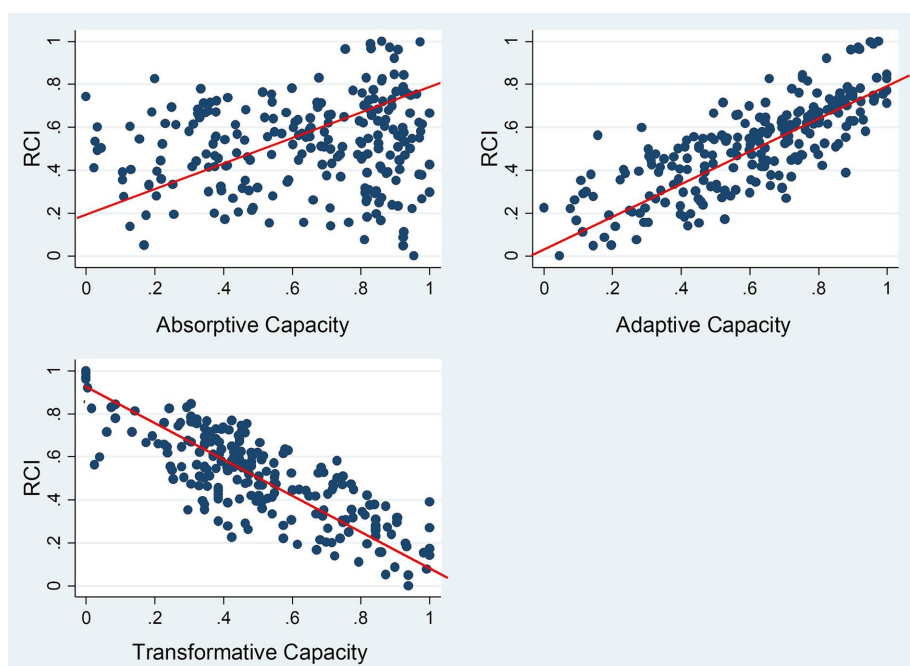 RCI
1
.8
.6
.4
.2
0
0 .2 .4 .6 .8 1
Absorptive Capacity
RCI
1
.8
.6
.4
.2
0
0 .2 .4 .6 .8 1
Adaptive Capacity
RCI
1
.8
.6
.4
.2
0
0 .2 .4 .6 .8 1
Transformative Capacity